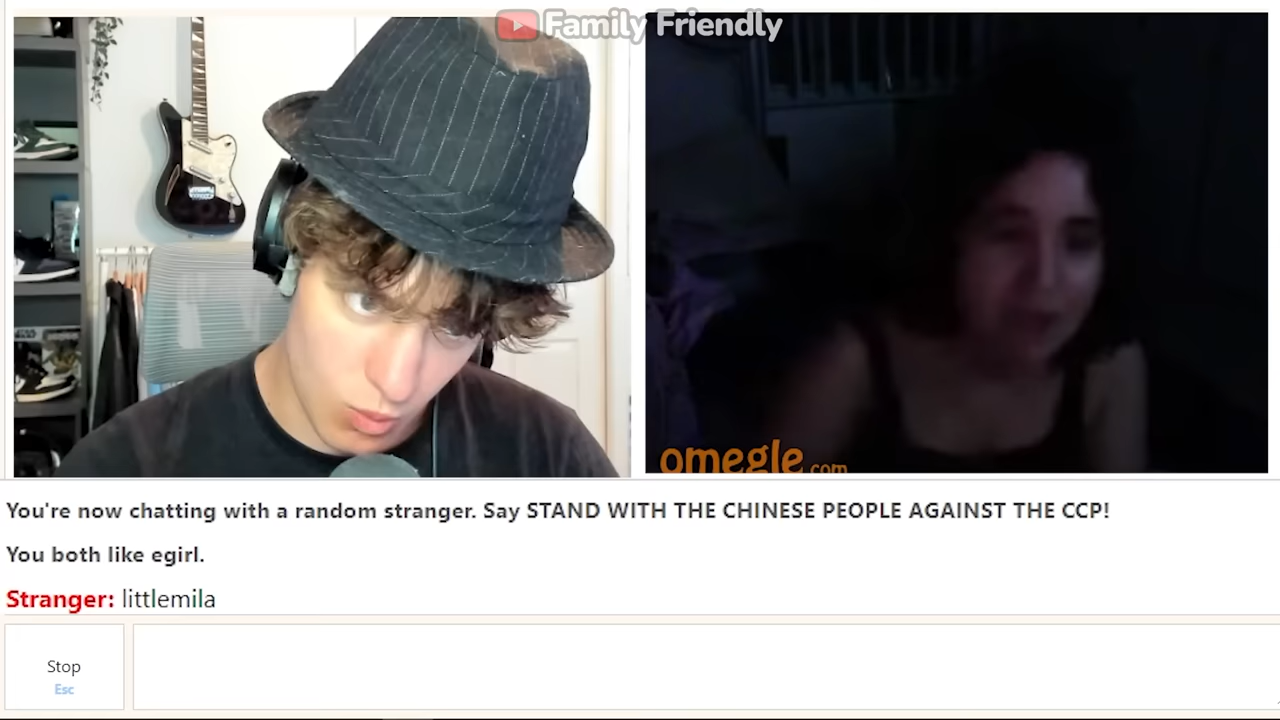 Family Friendly
omegle.com
You're now chatting with a random stranger. Say STAND WITH THE CHINESE PEOPLE AGAINST THE CCP!
You both like egirl.
Stranger: littlemila
Stop
Esc